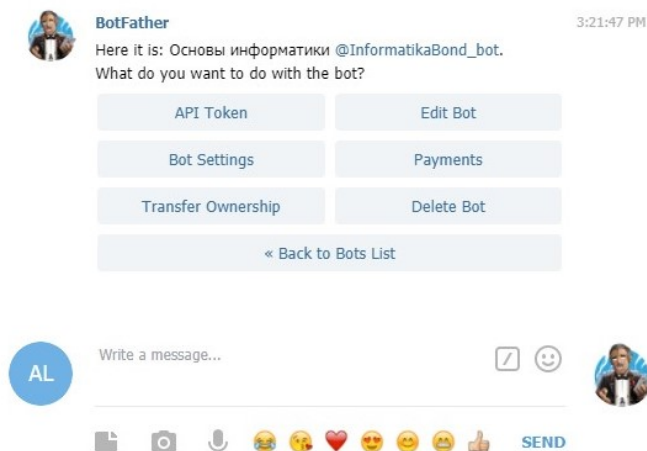 BotFather
3:21:47 PM
Here it is: Основы информатики @InformatikaBond_bot.
What do you want to do with the bot?
API Token
Edit Bot
Bot Settings
Payments
Transfer Ownership
Delete Bot
« Back to Bots List
AL
Write a message...
SEND